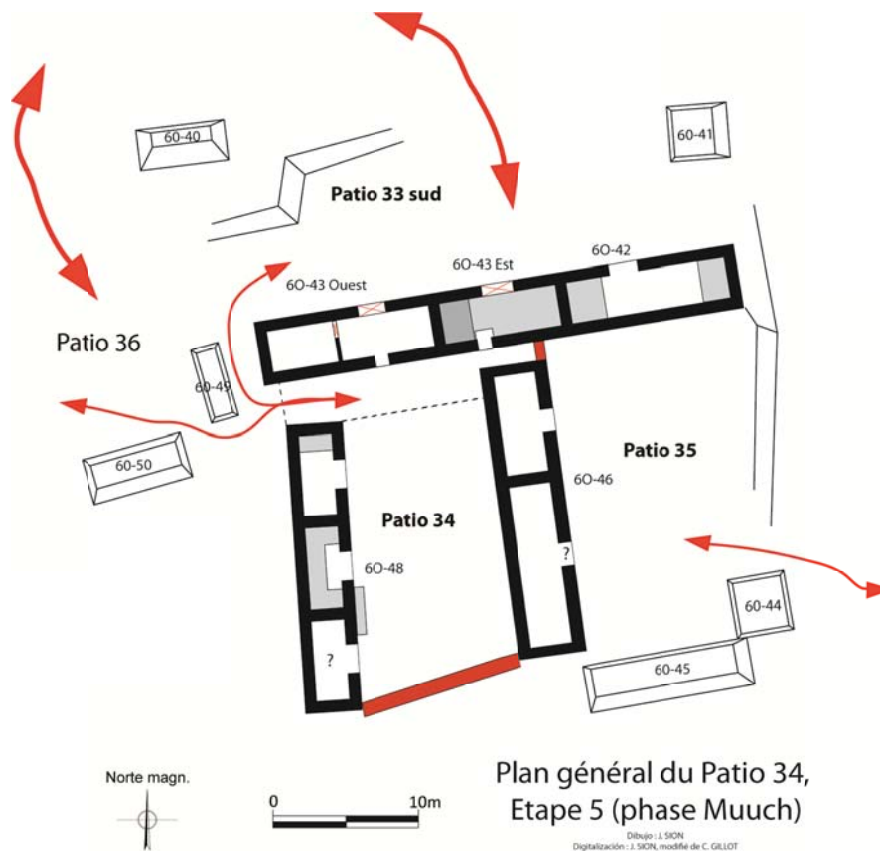 60-40
60-41
Patio 33 sud
6O-42
6O-43 Est
6O-43 Ouest
Patio 36
60-49
60-50
Patio 35
6O-46
Patio 34
?
6O-48
60-44
?
60-45
Norte magn.
0 10m
Plan général du Patio 34,
Etape 5 (phase Muuch)
Dibujo : J. SION
Digitalización : J. SION, modifié de C. GILLOT